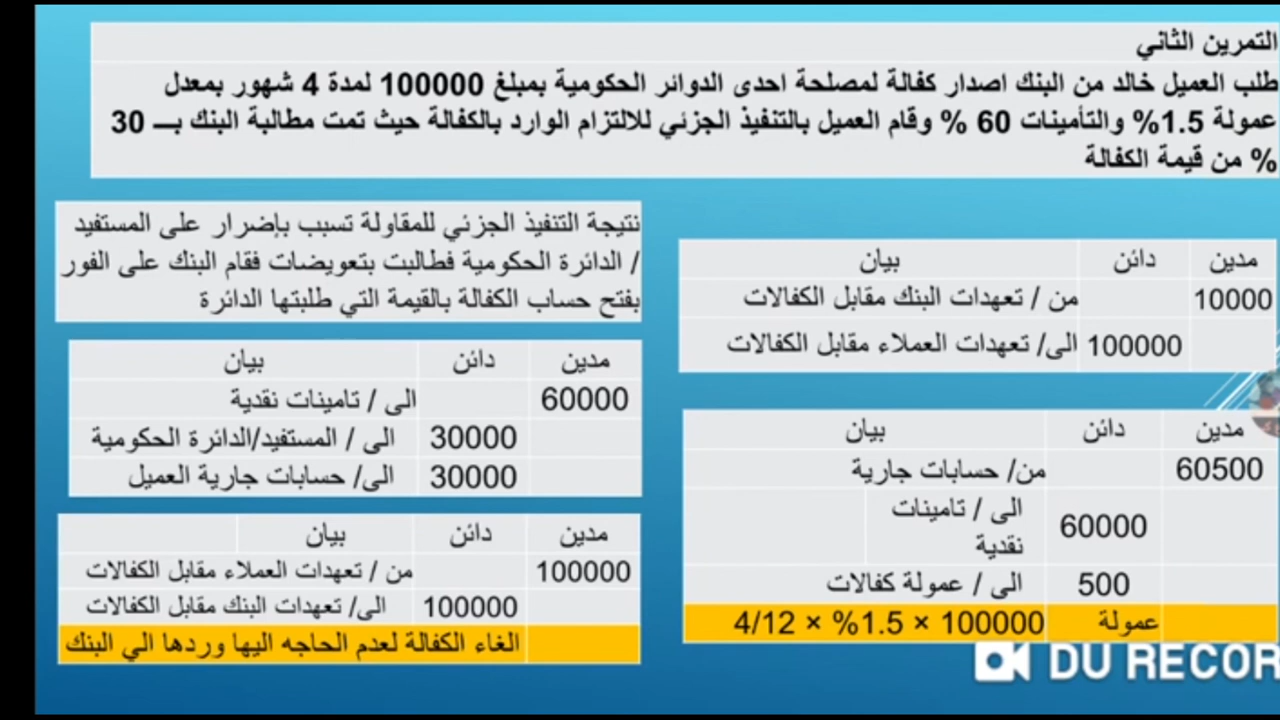 التمرين الثاني
طلب العميل خالد من البنك اصدار كفالة لمصلحة احدى الدوائر الحكومية بمبلغ 100000 لمدة 4 شهور بمعدل
عمولة 1.5% والتأمينات 60 % وقام العميل بالتنفيذ الجزئي للالتزام الوارد بالكفالة حيث تمت مطالبة البنك بــ 30
% من قيمة الكفالة
مدين دائن بيان
10000 من / تعهدات البنك مقابل الكفالات
100000 الى/ تعهدات العملاء مقابل الكفالات
مدين دائن بيان
60500 من/ حسابات جارية
60000 الى / تامينات
نقدية
500 الى / عمولة كفالات
عمولة 100000 × 1.5% × 4/12
نتيجة التنفيذ الجزئي للمقاولة تسبب بإضرار على المستفيد
/ الدائرة الحكومية فطالبت بتعويضات فقام البنك على الفور
بفتح حساب الكفالة بالقيمة التي طلبتها الدائرة
مدين دائن بيان
60000 الى / تامينات نقدية
30000 الى / المستفيد/الدائرة الحكومية
30000 الى/ حسابات جارية العميل
مدين دائن بيان
100000 من / تعهدات العملاء مقابل الكفالات
100000 الى/ تعهدات البنك مقابل الكفالات
الغاء الكفالة لعدم الحاجه اليها وردها الي البنك
DU RECOR